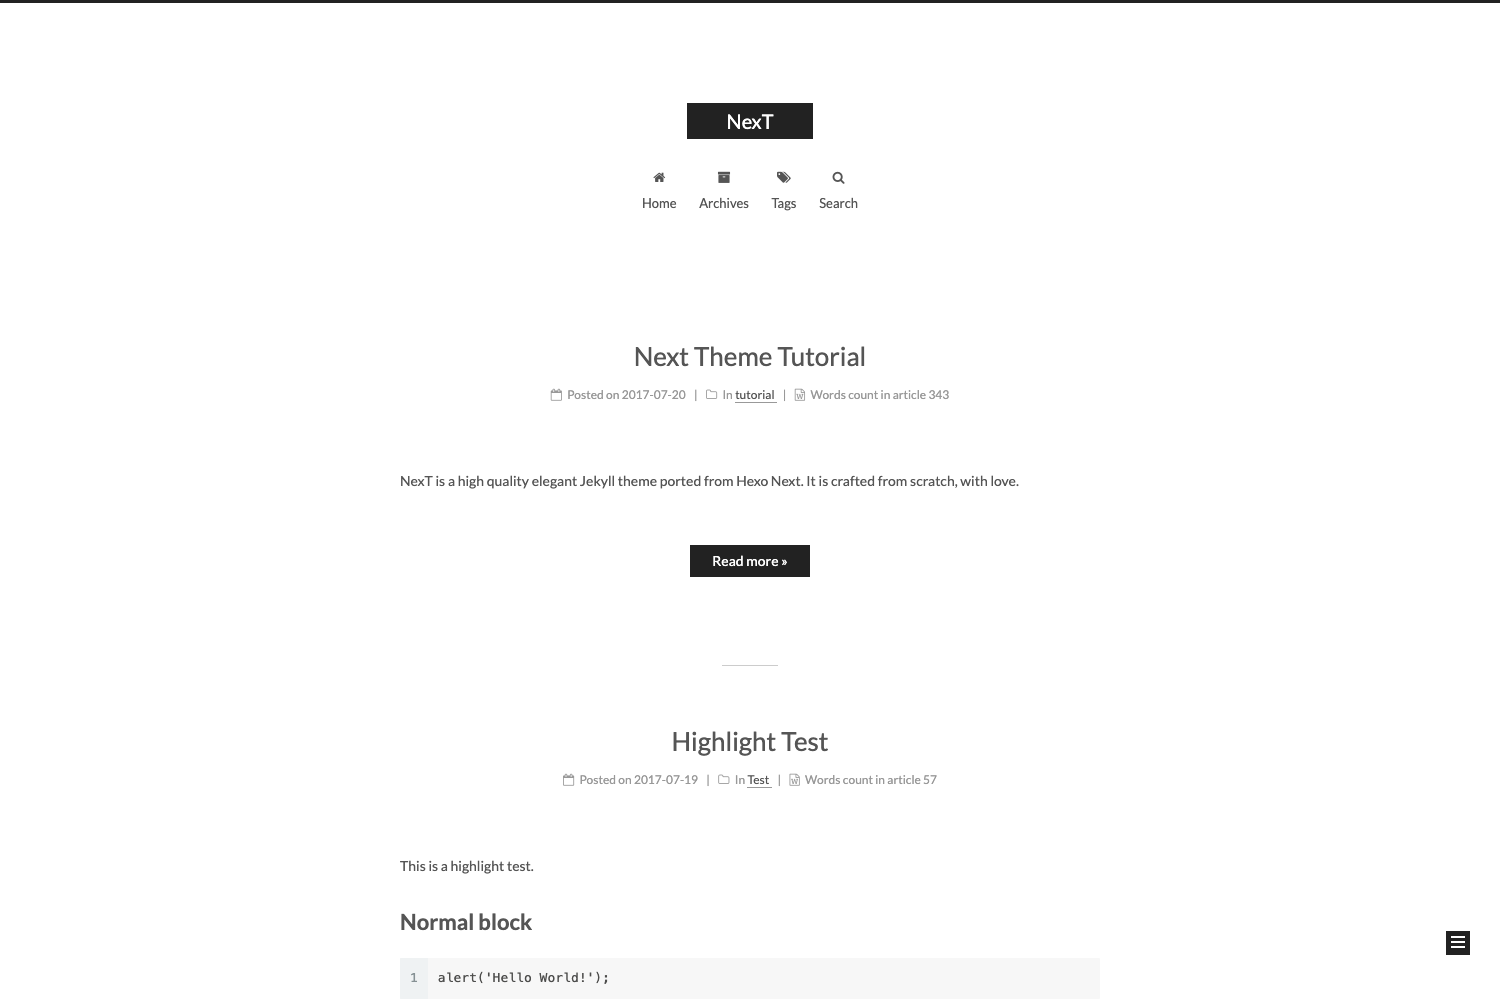 NexT
Home Archives Tags Search
Next Theme Tutorial
Posted on 2017-07-20 | In tutorial | Words count in article 343
NexT is a high quality elegant Jekyll theme ported from Hexo Next. It is crafted from scratch, with love.
Read more »
Highlight Test
Posted on 2017-07-19 | In Test | Words count in article 57
This is a highlight test.
Normal block
1 alert('Hello World!');